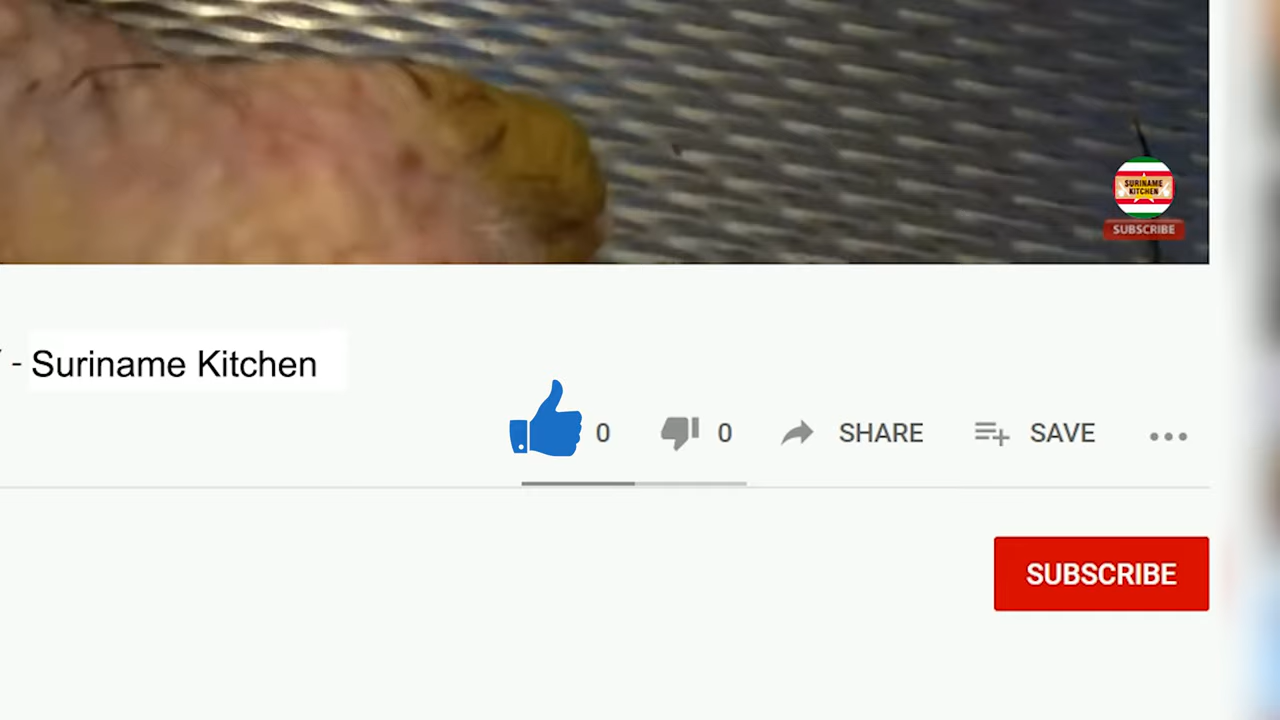 SURINAME
KITCHEN
SUBSCRIBE
- Suriname Kitchen
0 0 SHARE SAVE
SUBSCRIBE